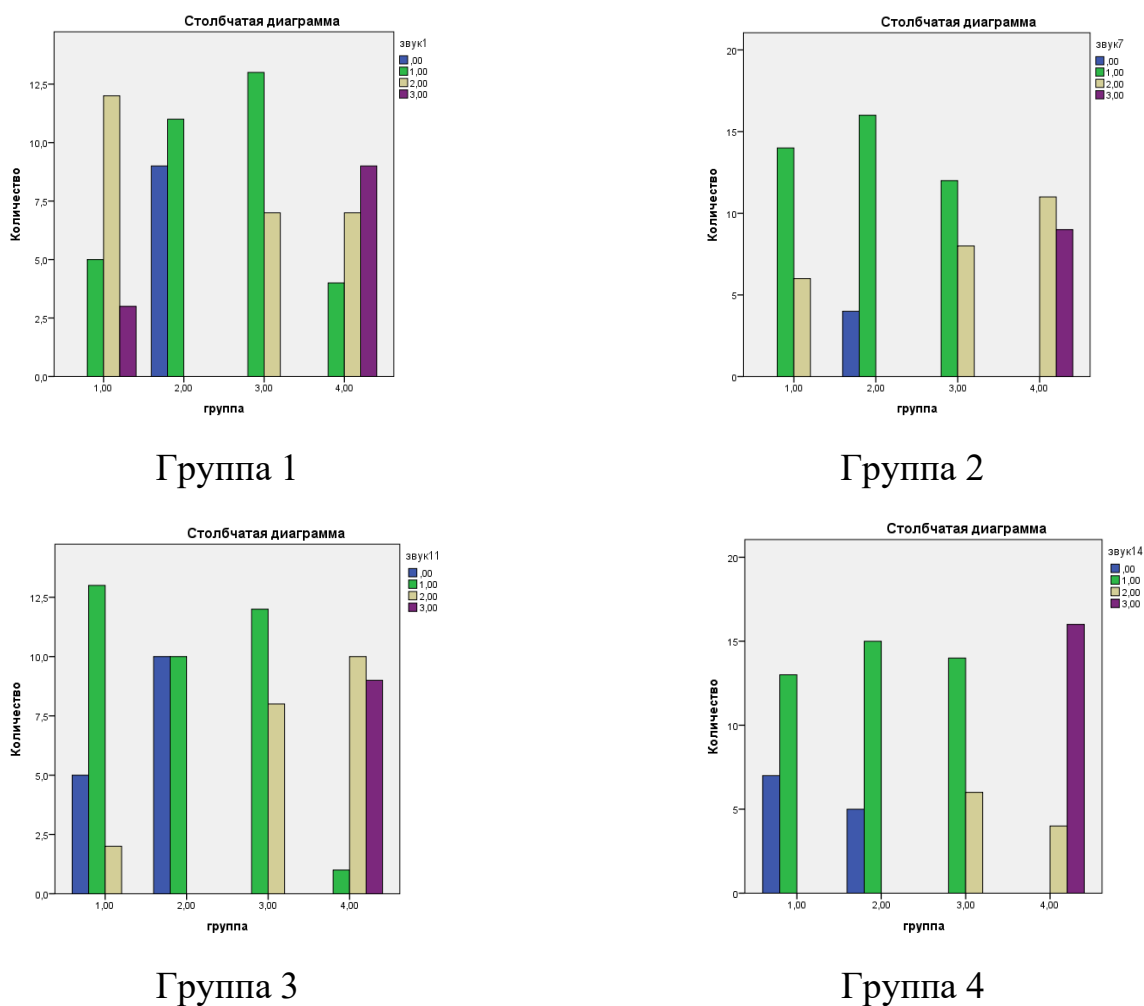 Столбчатая диаграмма
звук1
,00
1,00
2,00
3,00
12,5
10,0
7,5
5,0
2,5
0,0
Количество
1,00 2,00 3,00 4,00
группа
Группа 1
Столбчатая диаграмма
звук7
,00
1,00
2,00
3,00
20
15
10
5
0
Количество
1,00 2,00 3,00 4,00
группа
Группа 2
Столбчатая диаграмма
звук11
,00
1,00
2,00
3,00
12,5
10,0
7,5
5,0
2,5
0,0
Количество
1,00 2,00 3,00 4,00
группа
Группа 3
Столбчатая диаграмма
звук14
,00
1,00
2,00
3,00
20
15
10
5
0
Количество
1,00 2,00 3,00 4,00
группа
Группа 4